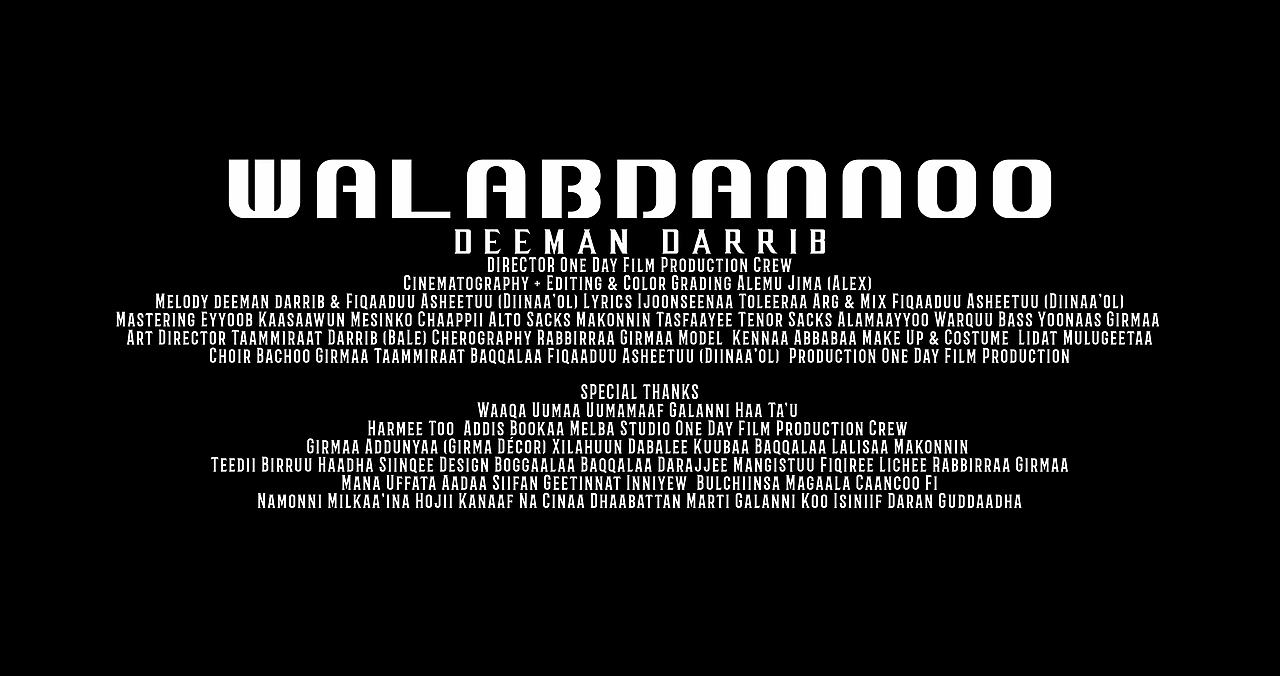 WALABDANNOO
DEEMAN DARRIB
DIRECTOR One Day Film Production Crew
Cinematography + Editing & Color Grading Alemu Jima (Alex)
Melody deeman darrib & Fiqaaduu Asheetuu (Diinaa'ol) Lyrics Ijoonseenaa Toleeraa Arg & Mix Fiqaaduu Asheetuu (Diinaa'ol)
Mastering Eyyoob Kaasaawun Mesinko Chaappii Alto Sacks Makonnin Tasfaayee Tenor Sacks Alamaayyoo Warquu Bass Yoonaas Girmaa
Art Director Taammiraat Darrib (BaLe) Cherography Rabbirraa Girmaa Model Kennaa Abbabaa Make Up & Costume Lidat Mulugeetaa
Choir Bachoo Girmaa Taammiraat Baqqalaa Fiqaaduu Asheetuu (Diinaa'ol) Production One Day Film Production
SPECIAL THANKS
Waaqa Uumaa Uumamaaf Galanni Haa Ta'u
Harmee Too Addis Bookaa Melba Studio One Day Film Production Crew
Girmaa Addunyaa (Girma Décor) Xilahuun Dabalee Kuubaa Baqqalaa Lalisaa Makonnin
Teedii Birruu Haadha Siinqee Design Boggaalaa Baqqalaa Darajjee Mangistuu Fiqiree Lichee Rabbirraa Girmaa
Mana Uffata Aadaa Siifan Geetinnat Inniyew Bulchiinsa Magaala Caancoo Fi
Namonni Milkaa'ina Hojii Kanaaf Na Cinaa Dhaabattan Marti Galanni Koo Isiniif Daran Guddaadha